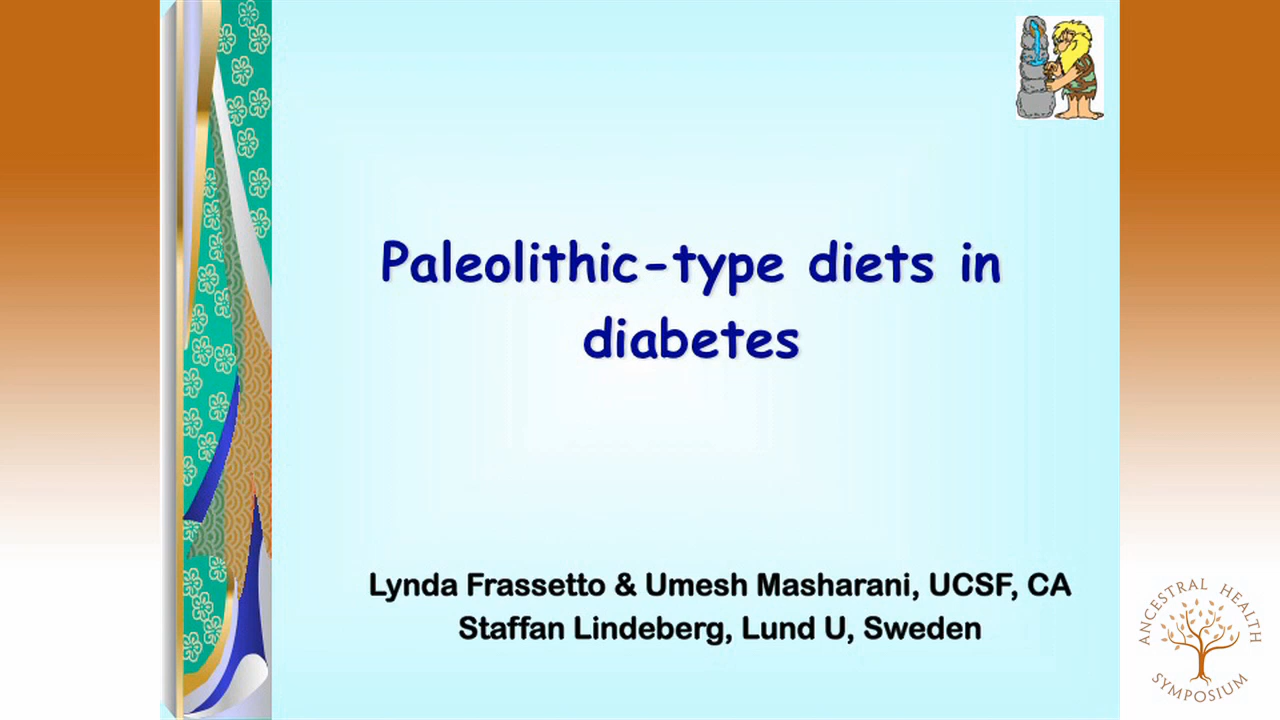 Paleolithic-type diets in
diabetes
Lynda Frassetto & Umesh Masharani, UCSF, CA
Staffan Lindeberg, Lund U, Sweden
ANCESTRAL HEALTH
SYMPOSIUM